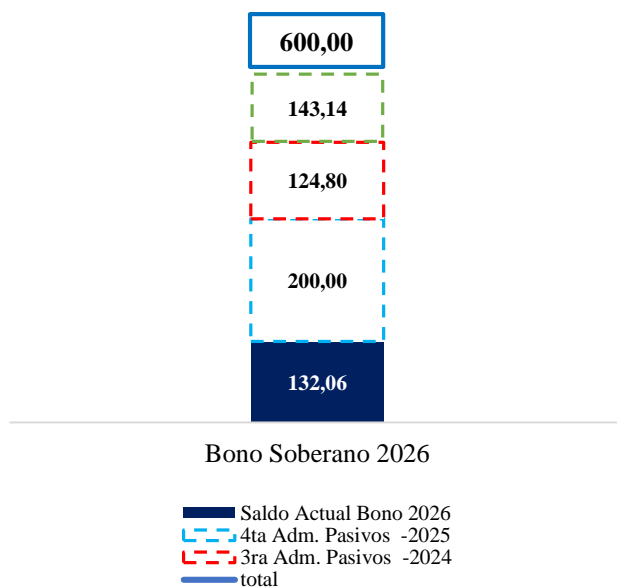 600,00
143,14
124,80
200,00
132,06
Bono Soberano 2026
Saldo Actual Bono 2026
4ta Adm. Pasivos -2025
3ra Adm. Pasivos -2024
total